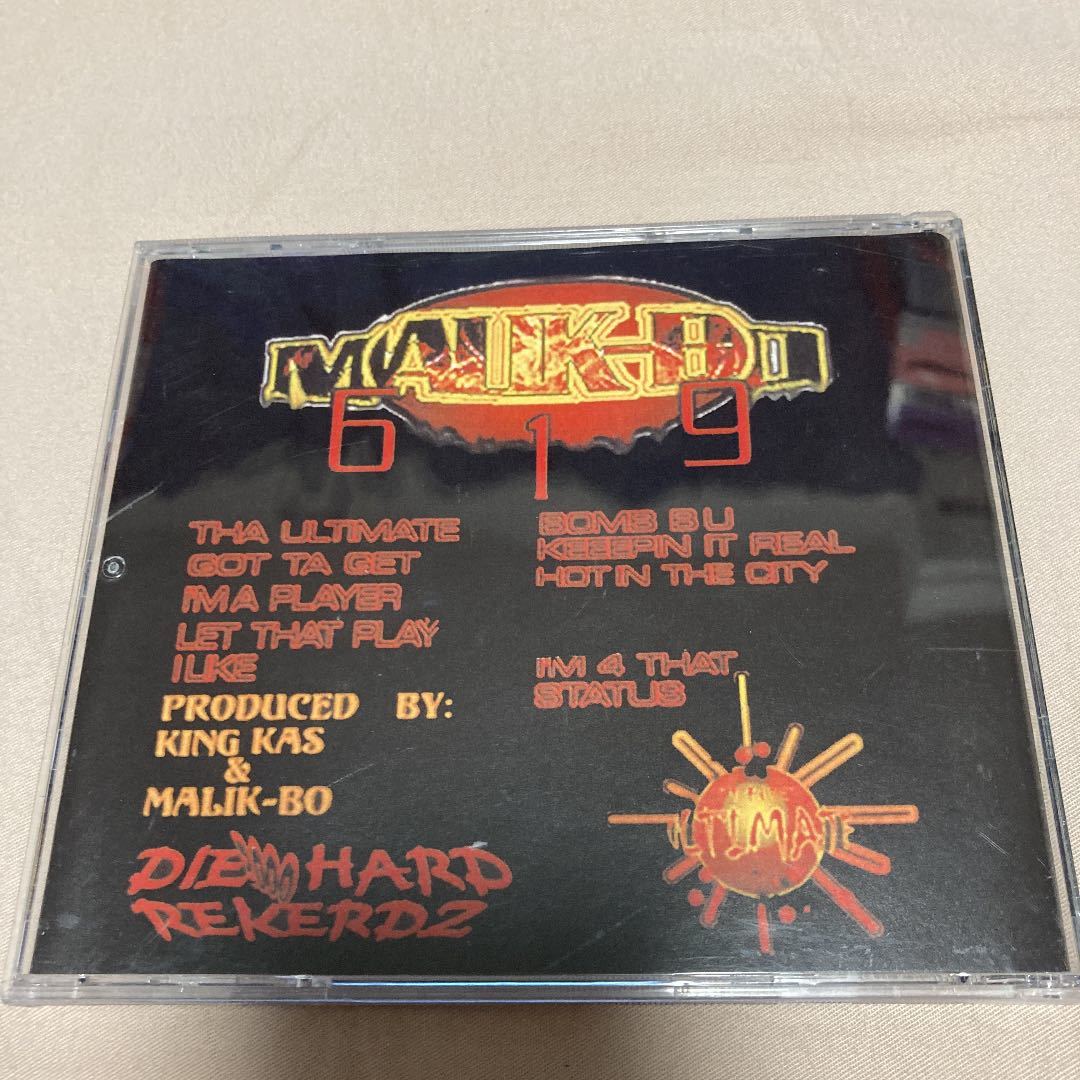 MALIK-BO
6 1 9
THA ULTIMATE
GOT TA GET
I'M A PLAYER
LET THAT PLAY
I LIKE
BOMB B U
KEEEPIN IT REAL
HOT IN THE CITY
I'M 4 THAT
STATUS
PRODUCED BY:
KING KAS
&
MALIK-BO
DIE HARD
REKERDZ
ULTIMATE